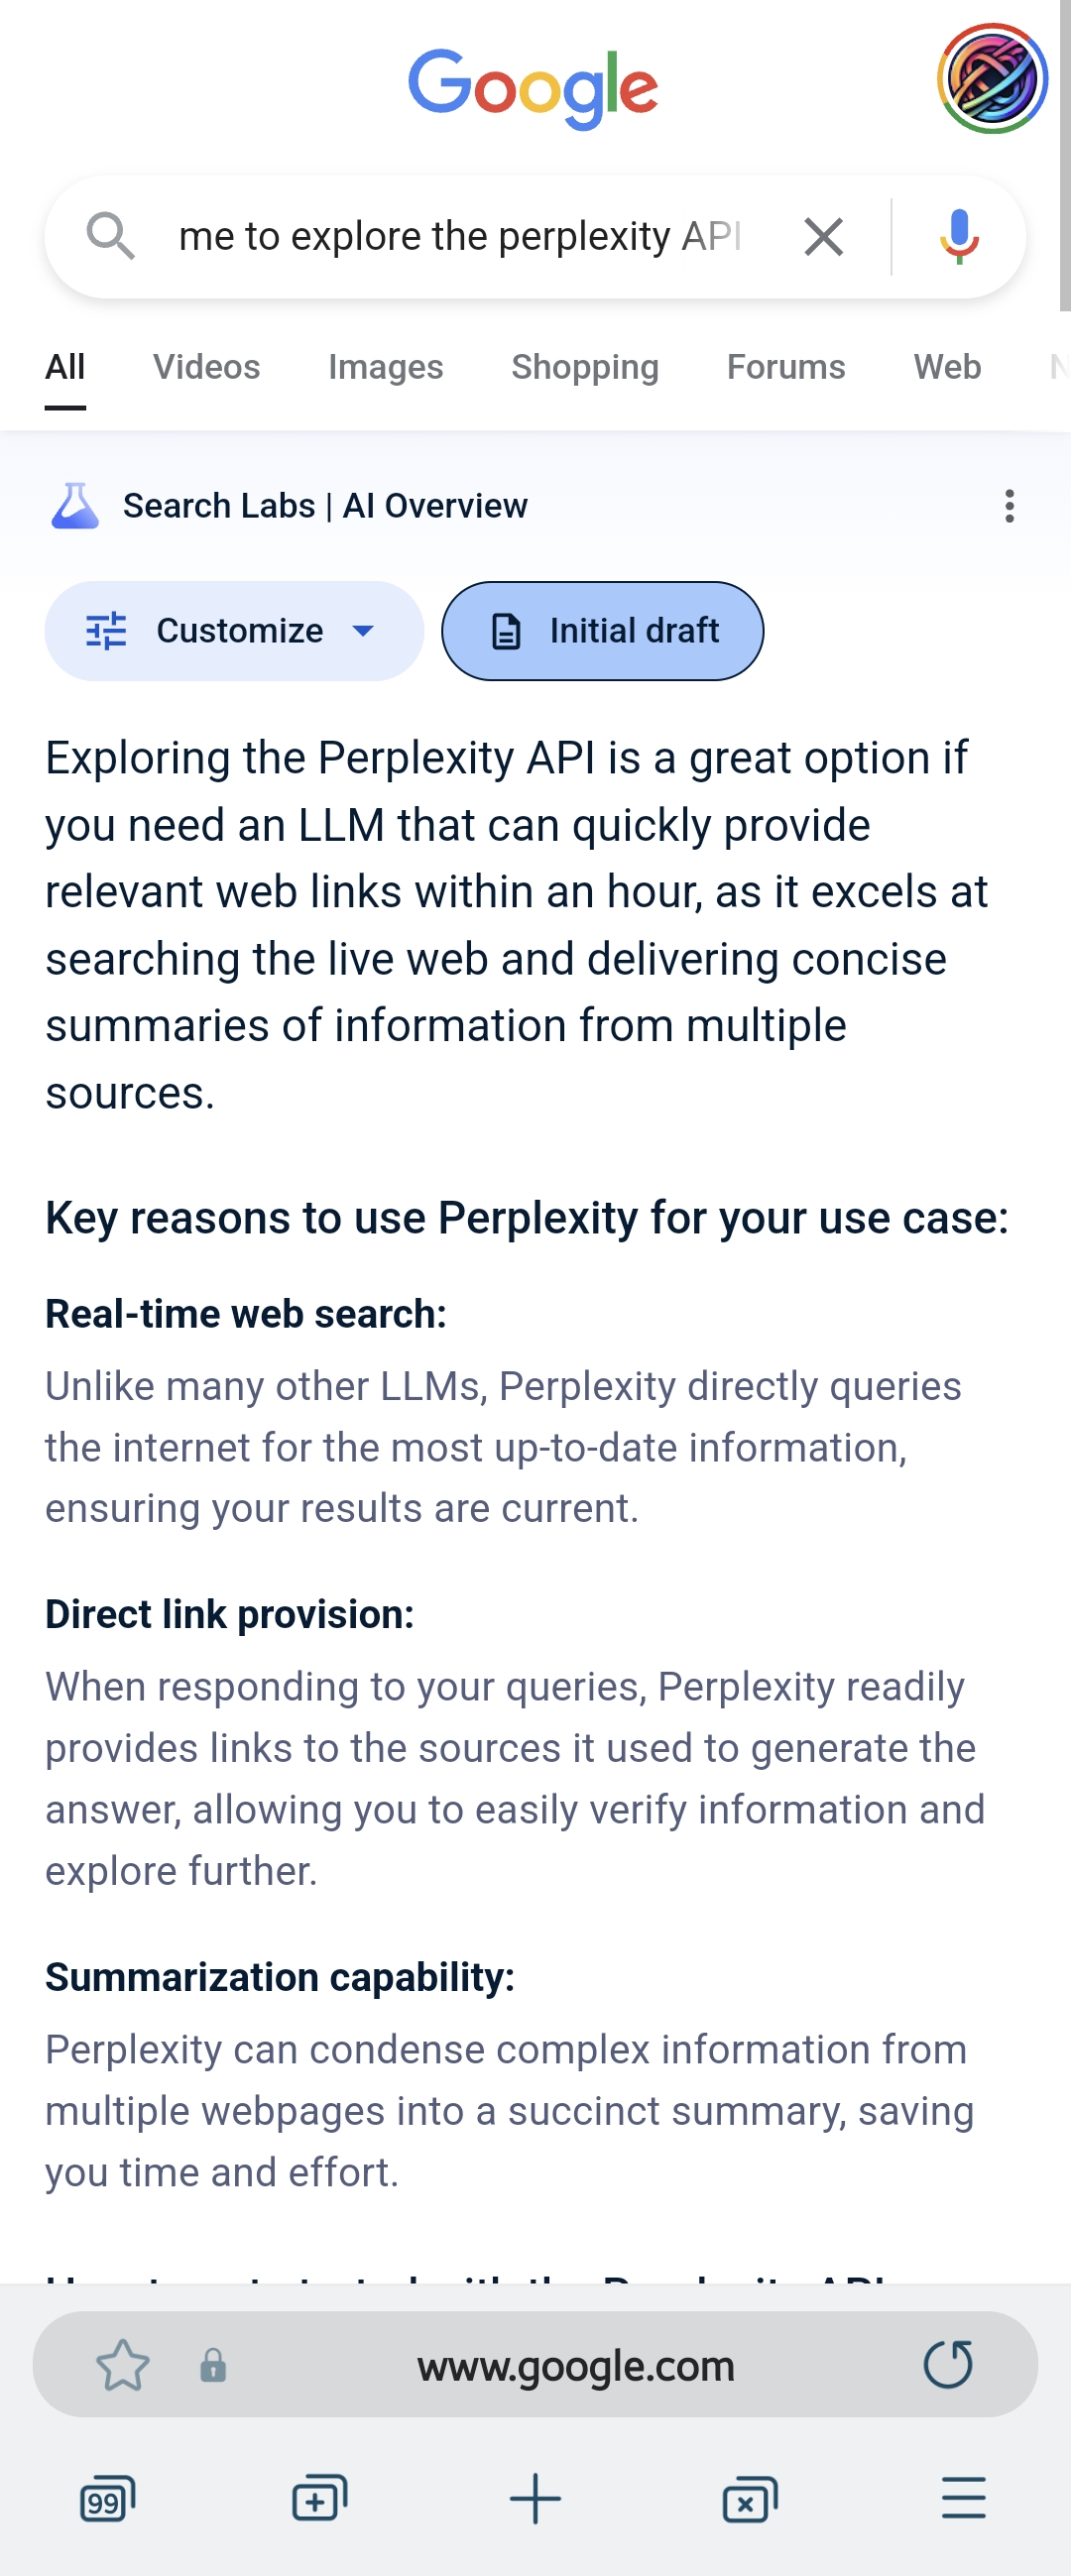 Google
me to explore the perplexity API
All Videos Images Shopping Forums Web N
Search Labs | AI Overview
Customize Initial draft
Exploring the Perplexity API is a great option if
you need an LLM that can quickly provide
relevant web links within an hour, as it excels at
searching the live web and delivering concise
summaries of information from multiple
sources.
Key reasons to use Perplexity for your use case:
Real-time web search:
Unlike many other LLMs, Perplexity directly queries
the internet for the most up-to-date information,
ensuring your results are current.
Direct link provision:
When responding to your queries, Perplexity readily
provides links to the sources it used to generate the
answer, allowing you to easily verify information and
explore further.
Summarization capability:
Perplexity can condense complex information from
multiple webpages into a succinct summary, saving
you time and effort.
www.google.com
99